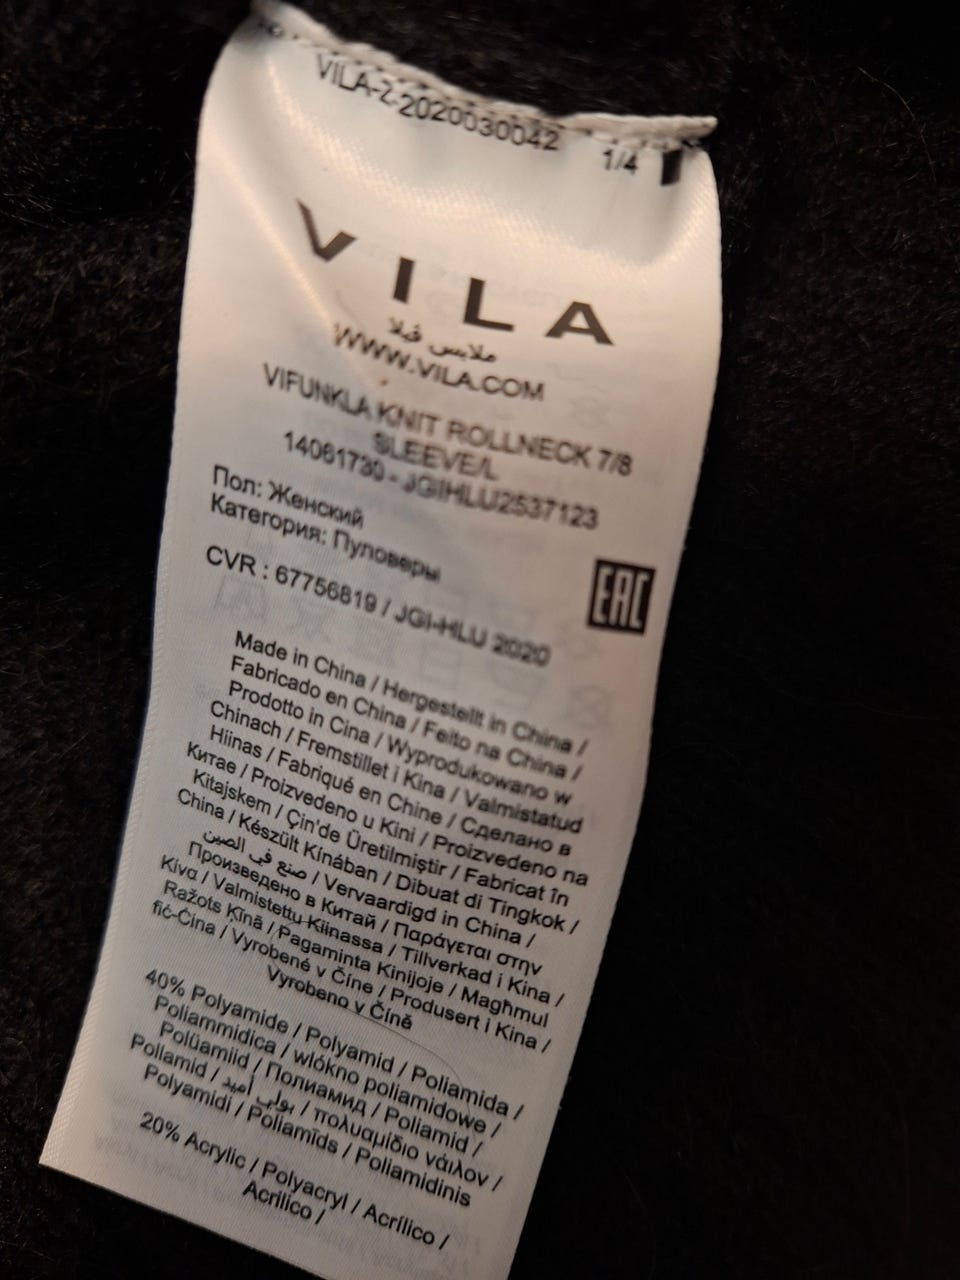 VILA-2-2020030042
1/4
VILA
ملابس فيلا
WWW.VILA.COM
VIFUNKLA KNIT ROLLNECK 7/8
SLEEVE/L
14061730 - JGIHLU2537123
Пол: Женский
Категория: Пуловеры
EAC
CVR : 67756819 / JGI-HLU 2020
Made in China / Hergestellt in China /
Fabricado en China / Feito na China /
Prodotto in Cina / Wyprodukowano w
Chinach / Fremstillet i Kina / Valmistatud
Hiinas / Fabriqué en Chine / Сделано в
Китае / Proizvedeno u Kini / Proizvedeno na
Kitajskem / Çin'de Üretilmiştir / Fabricat în
China / Készült Kínában / Dibuat di Tingkok /
صنع في الصين / Vervaardigd in China /
Произведено в Китай / Παράγεται στην
Κίνα / Valmistettu Kiinassa / Tillverkad i Kina /
Ražots Ķīnā / Pagaminta Kinijoje / Magħmul
fiċ-Ċina / Vyrobené v Číne / Produsert i Kina /
Vyrobeno v Číně
40% Polyamide / Polyamid / Poliamida /
Poliammidica / wlókno poliamidowe /
Polüamiid / Полиамид / Poliamid /
Poliamid / بولي أميد / πολυαμίδιο νάιλον /
Polyamidi / Poliamīds / Poliamidinis
20% Acrylic / Polyacryl / Acrílico /
Acrilico /